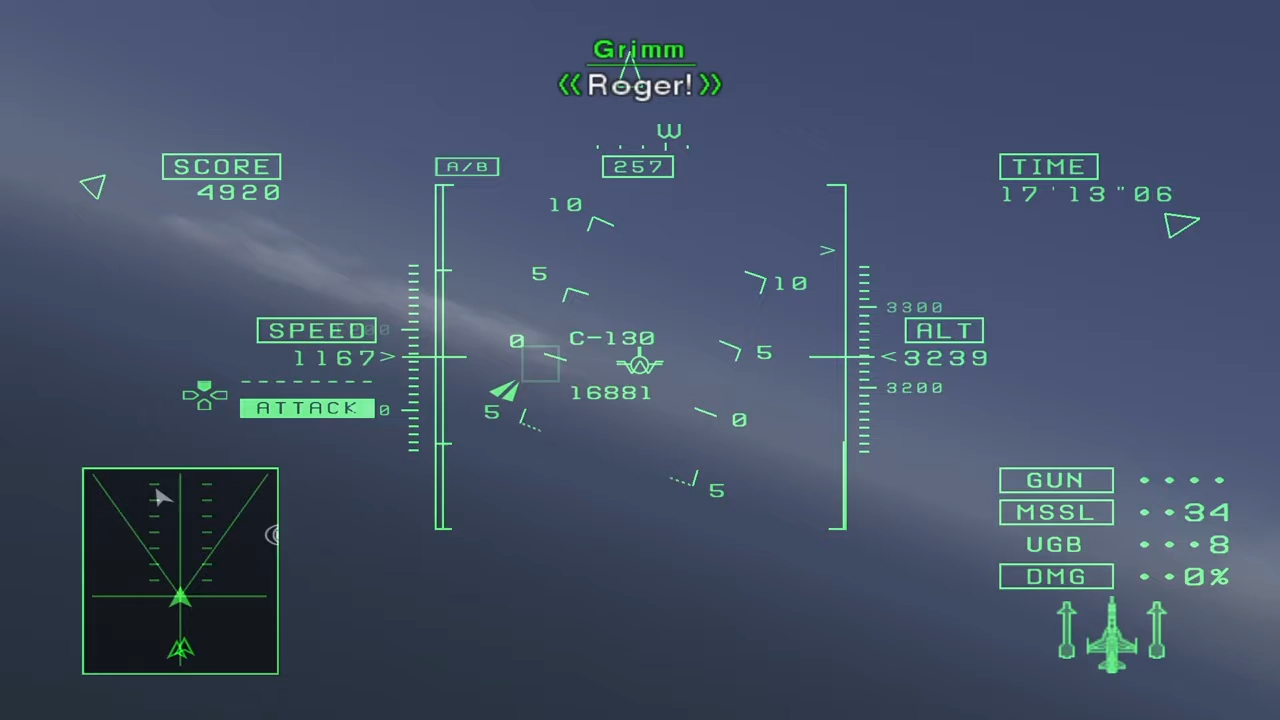 Grimm
<< Roger! >>
W
SCORE
4920
A/B
257
TIME
17'13"06
10
5
10
0
C-130
5
SPEED
1167>
3300
ALT
<3239
3200
16881
5
0
ATTACK
0
5
GUN
MSSL
34
UGB
8
DMG
0%